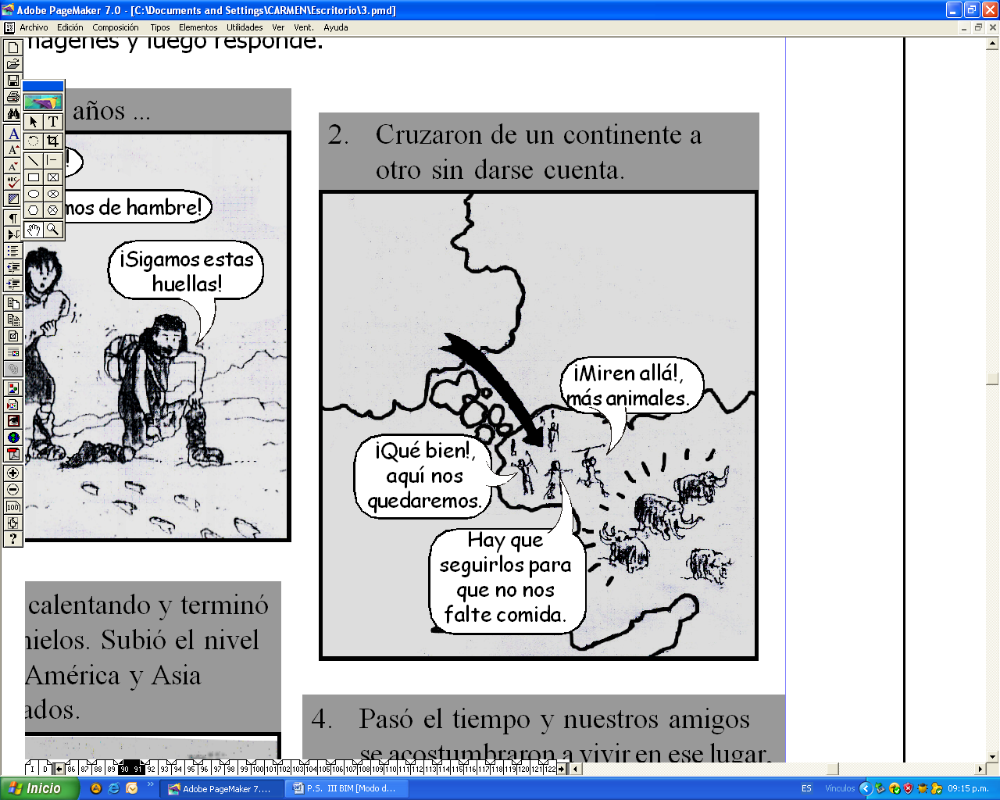 Adobe PageMaker 7.0 - [C:\Documents and Settings\CARMEN\Escritorio\3.pmd]
Archivo Edición Composición Tipos Elementos Utilidades Ver Vent. Ayuda
y luego responde.
años ...
mos de hambre!
¡Sigamos estas
huellas!
2. Cruzaron de un continente a
otro sin darse cuenta.
¡Miren allá!,
más animales.
¡Qué bien!,
aquí nos
quedaremos.
Hay que
seguirlos para
que no nos
falte comida.
calentando y terminó
hielos. Subió el nivel
América y Asia
ados.
4. Pasó el tiempo y nuestros amigos
se acostumbraron a vivir en ese lugar,
I D 86 87 88 89 90 91 92 93 94 95 96 97 98 99 100 101 102 103 104 105 106 107 108 109 110 111 112 113 114 115 116 117 118 119 120 121 122
Inicio Adobe PageMaker 7.... P.S. III BIM [Modo d... ES Vínculos 09:15 p.m.